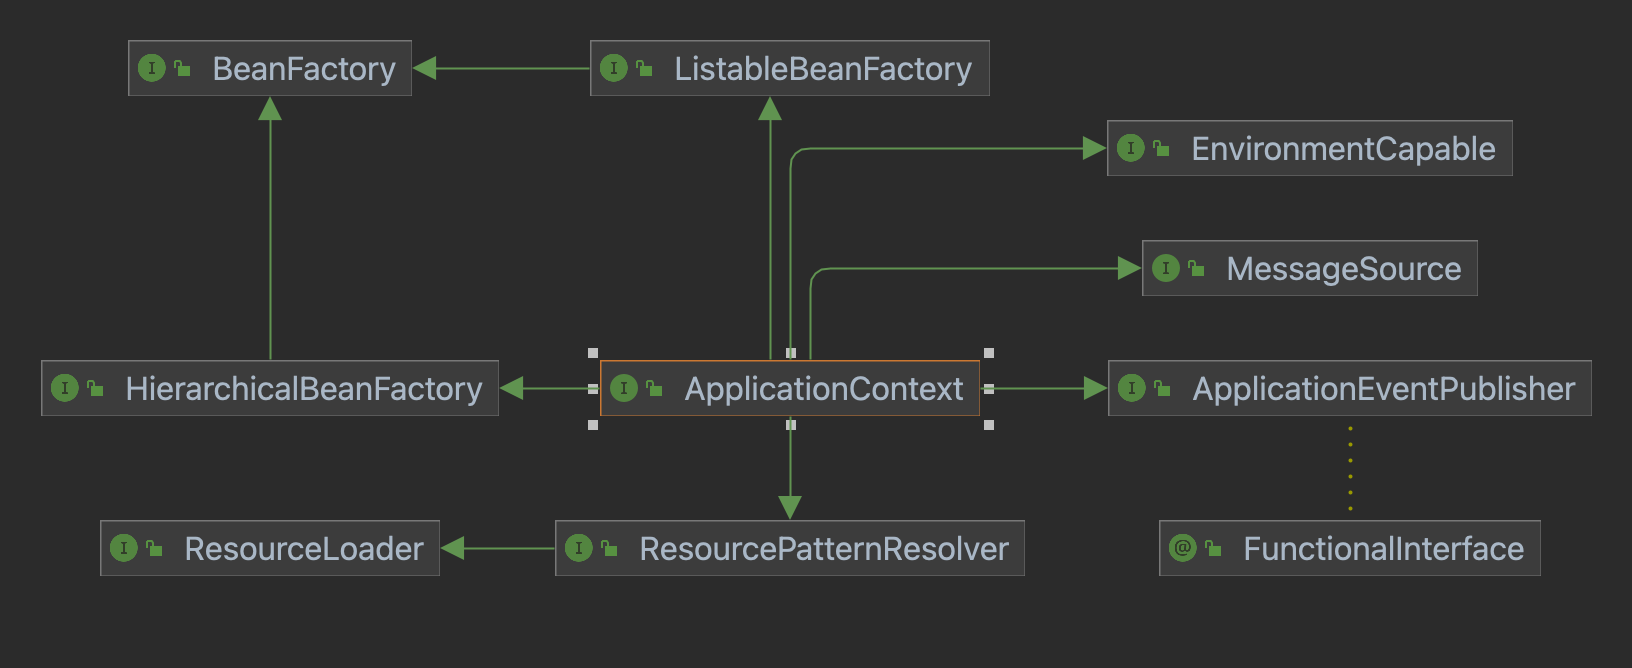 I BeanFactory
I ListableBeanFactory
I EnvironmentCapable
I MessageSource
I HierarchicalBeanFactory
I ApplicationContext
I ApplicationEventPublisher
I ResourceLoader
I ResourcePatternResolver
@ FunctionalInterface